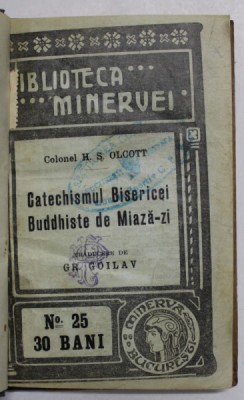 BIBLIOTECA
MINERVEI
Colonel H. S. OLCOTT
Catechismul Bisericei
Buddhiste de Miază-zi
TRADUCERE DE
GR. GOILAV
No. 25
30 BANI
MINERVA
BUCUREȘTI